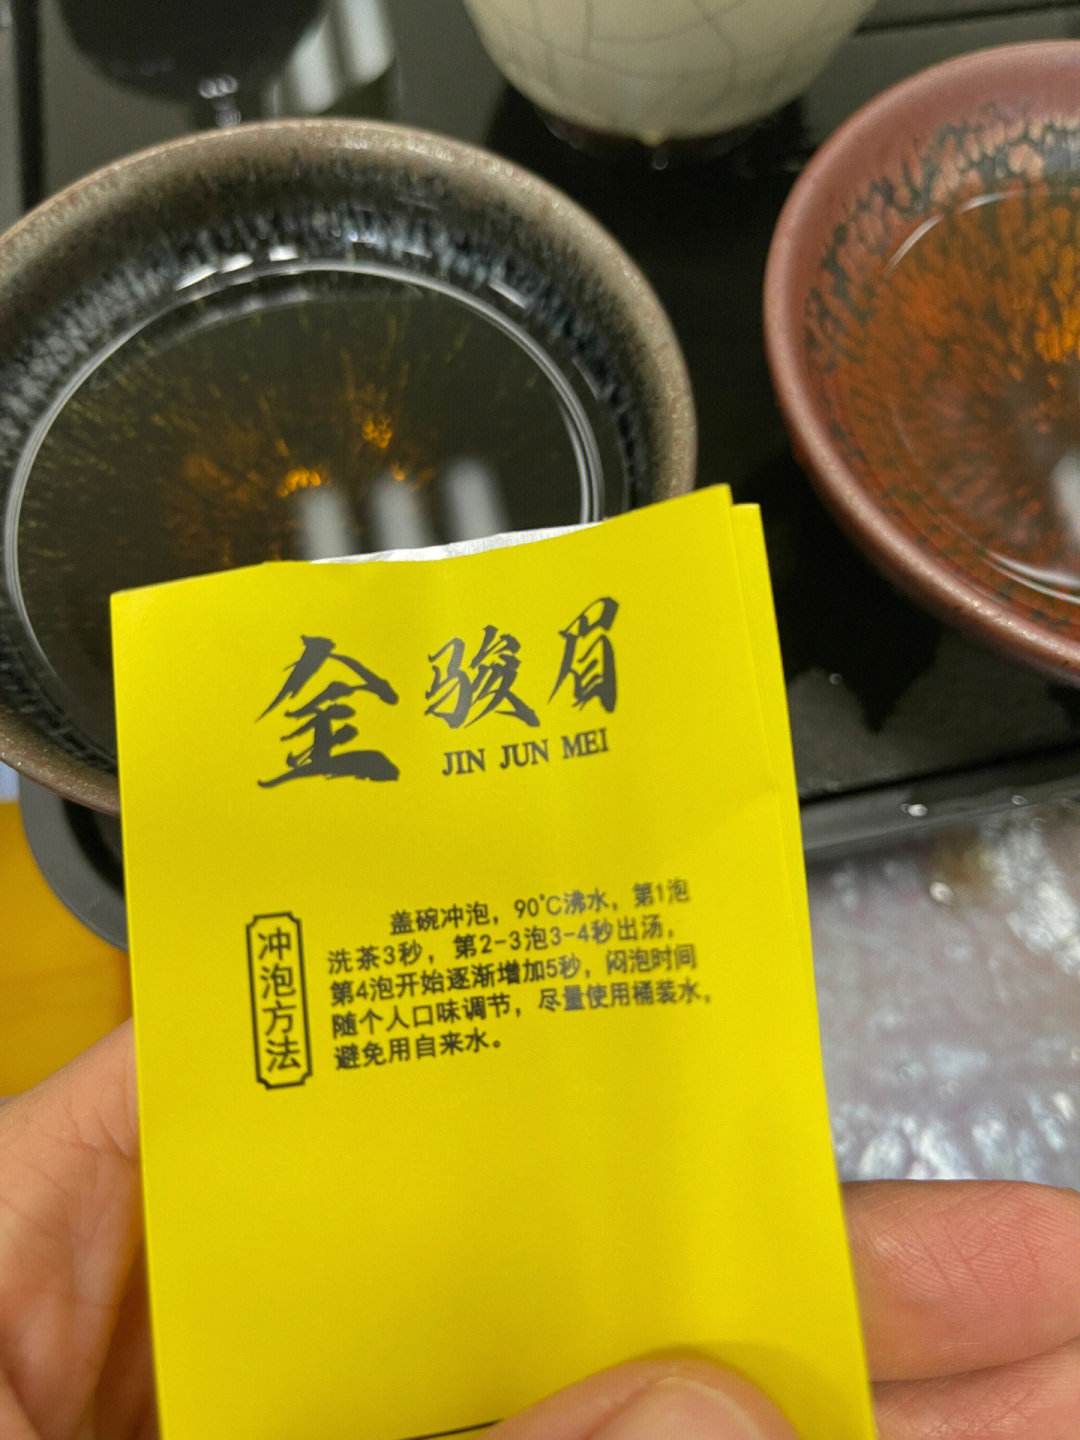 金骏眉
JIN JUN MEI
冲泡方法
盖碗冲泡，90℃沸水，第1泡
洗茶3秒，第2-3泡3-4秒出汤，
第4泡开始逐渐增加5秒，闷泡时间
随个人口味调节，尽量使用桶装水，
避免用自来水。